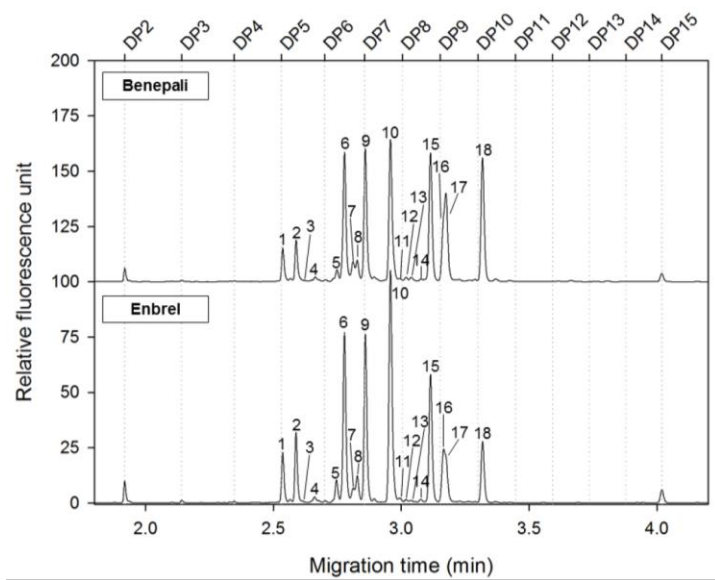 DP2 DP3 DP4 DP5 DP6 DP7 DP8 DP9 DP10 DP11 DP12 DP13 DP14 DP15
200
Benepali
175
150
125
100
1 2 3 4 5 6 7 8 9 10 11 12 13 14 15 16 17 18
Enbrel
75
50
25
0
1 2 3 4 5 6 7 8 9 10 11 12 13 14 15 16 17 18
2.0 2.5 3.0 3.5 4.0
Migration time (min)
Relative fluorescence unit